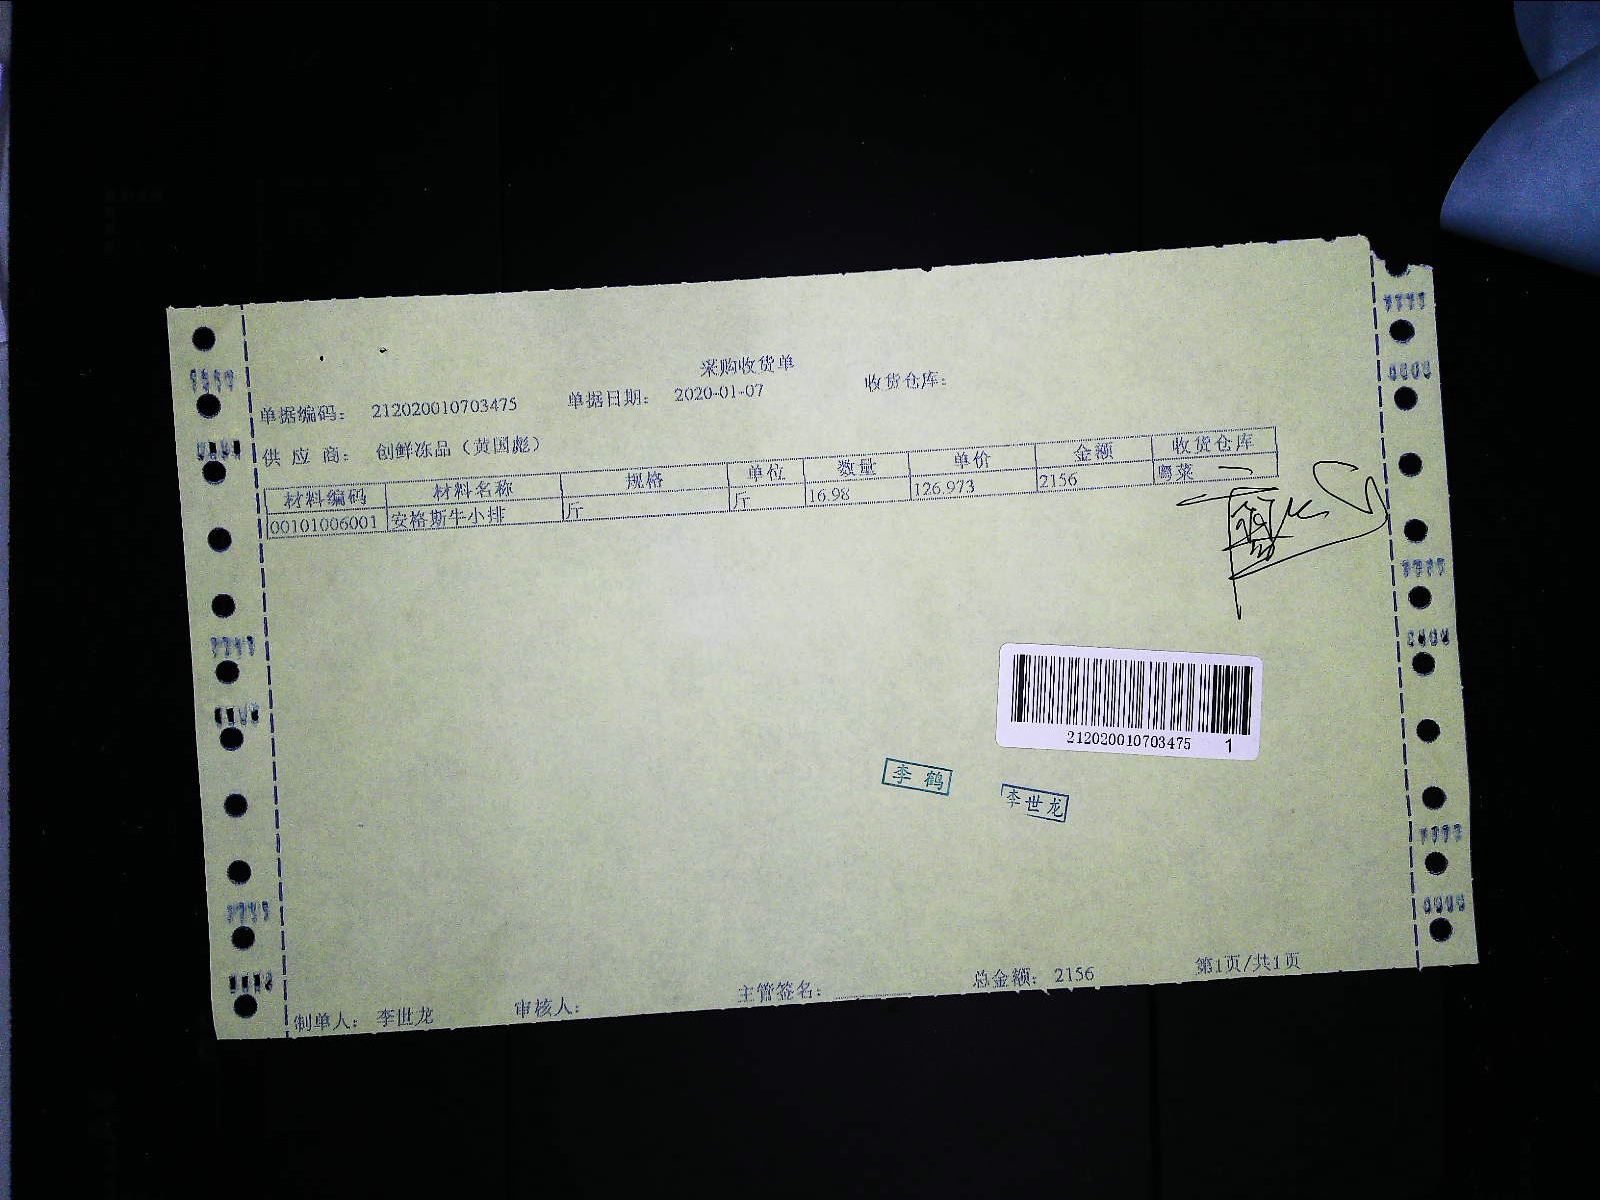 采购收货单
单据编码： 212020010703475 单据日期： 2020-01-07 收货仓库：
供 应 商： 创鲜冻品（黄国彪）
材料编码 材料名称 规格 单位 数量 单价 金额 收货仓库
00101006001 安格斯牛小排 斤 斤 16.98 126.973 2156 粤菜
212020010703475 1
李 鹤
李世龙
制单人： 李世龙 审核人： 主管签名： 总金额： 2156 第1页/共1页